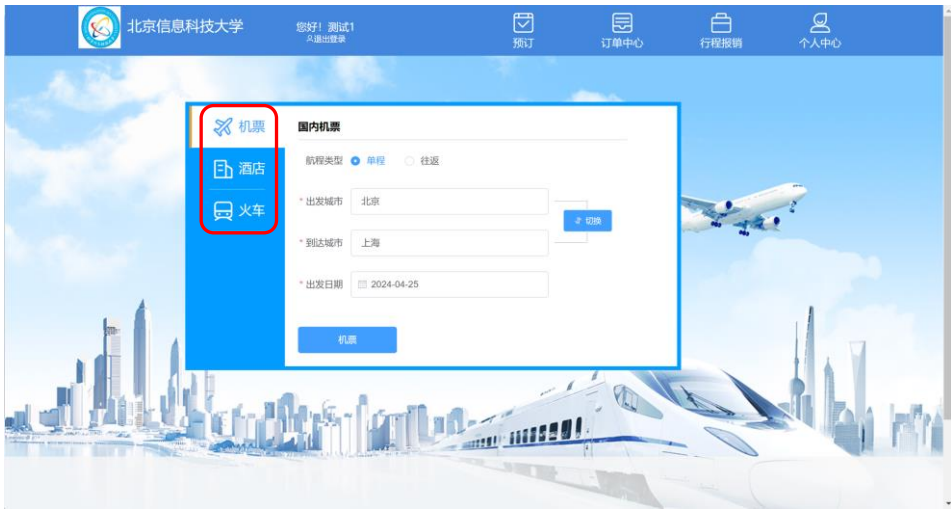 北京信息科技大学
您好！测试1
退出登录
预订
订单中心
行程报销
个人中心
机票
酒店
火车
国内机票
航程类型 单程 往返
* 出发城市 北京
切换
* 到达城市 上海
* 出发日期 2024-04-25
机票